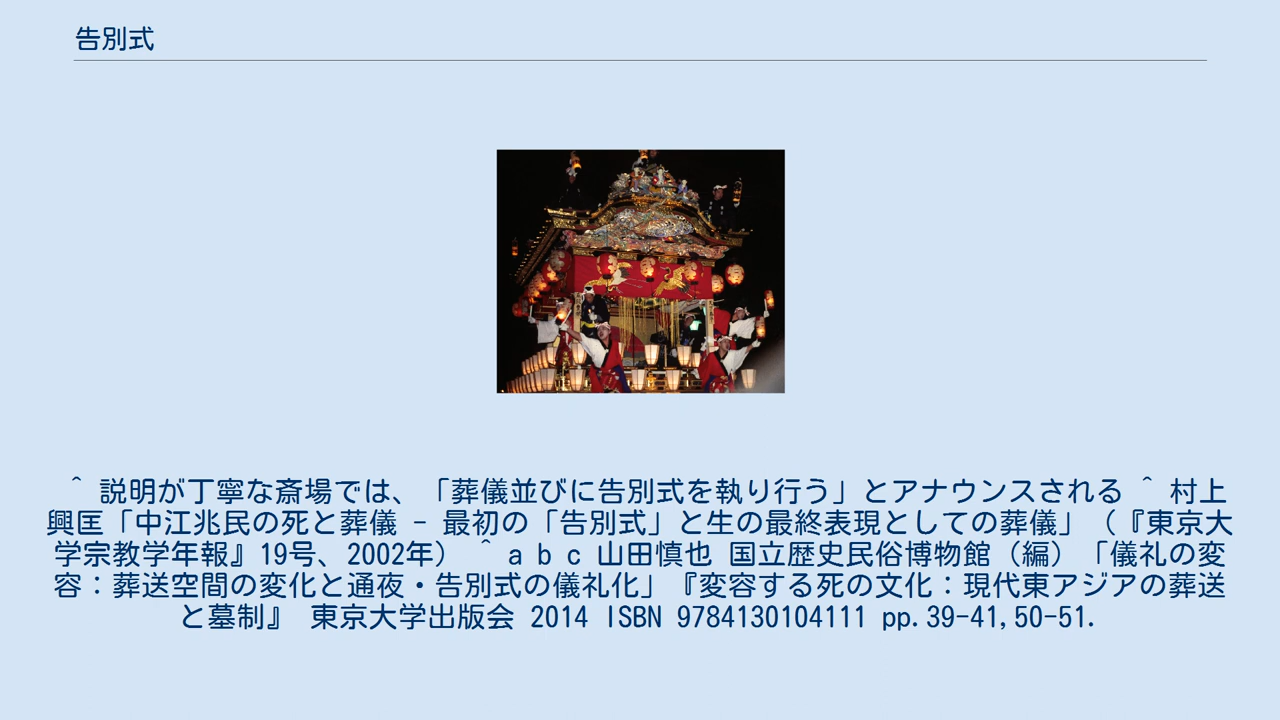 告別式
^ 説明が丁寧な斎場では、「葬儀並びに告別式を執り行う」とアナウンスされる ^ 村上
興匡「中江兆民の死と葬儀 - 最初の「告別式」と生の最終表現としての葬儀」（『東京大
学宗教学年報』19号、2002年） ^ a b c 山田慎也 国立歴史民俗博物館（編）「儀礼の変
容：葬送空間の変化と通夜・告別式の儀礼化」『変容する死の文化：現代東アジアの葬送
と墓制』 東京大学出版会 2014 ISBN 9784130104111 pp.39-41,50-51.